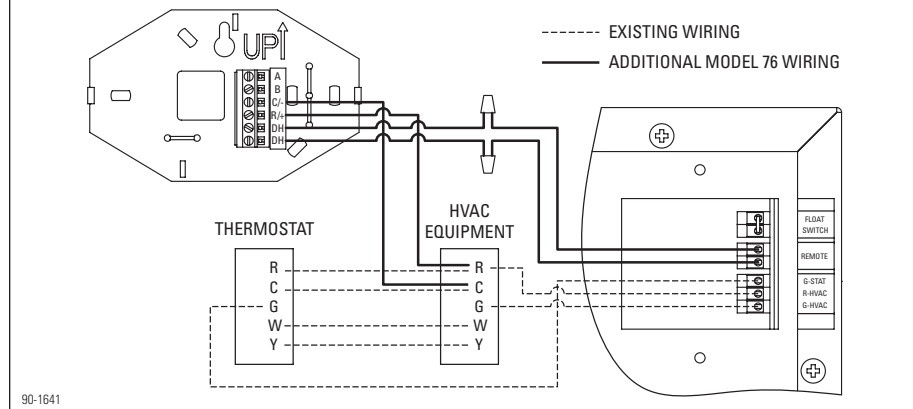 EXISTING WIRING
ADDITIONAL MODEL 76 WIRING
UP
A
B
C/-
R/+
DH
DH
THERMOSTAT
R
C
G
W
Y
HVAC
EQUIPMENT
R
C
G
W
Y
FLOAT
SWITCH
REMOTE
G-STAT
R-HVAC
G-HVAC
90-1641